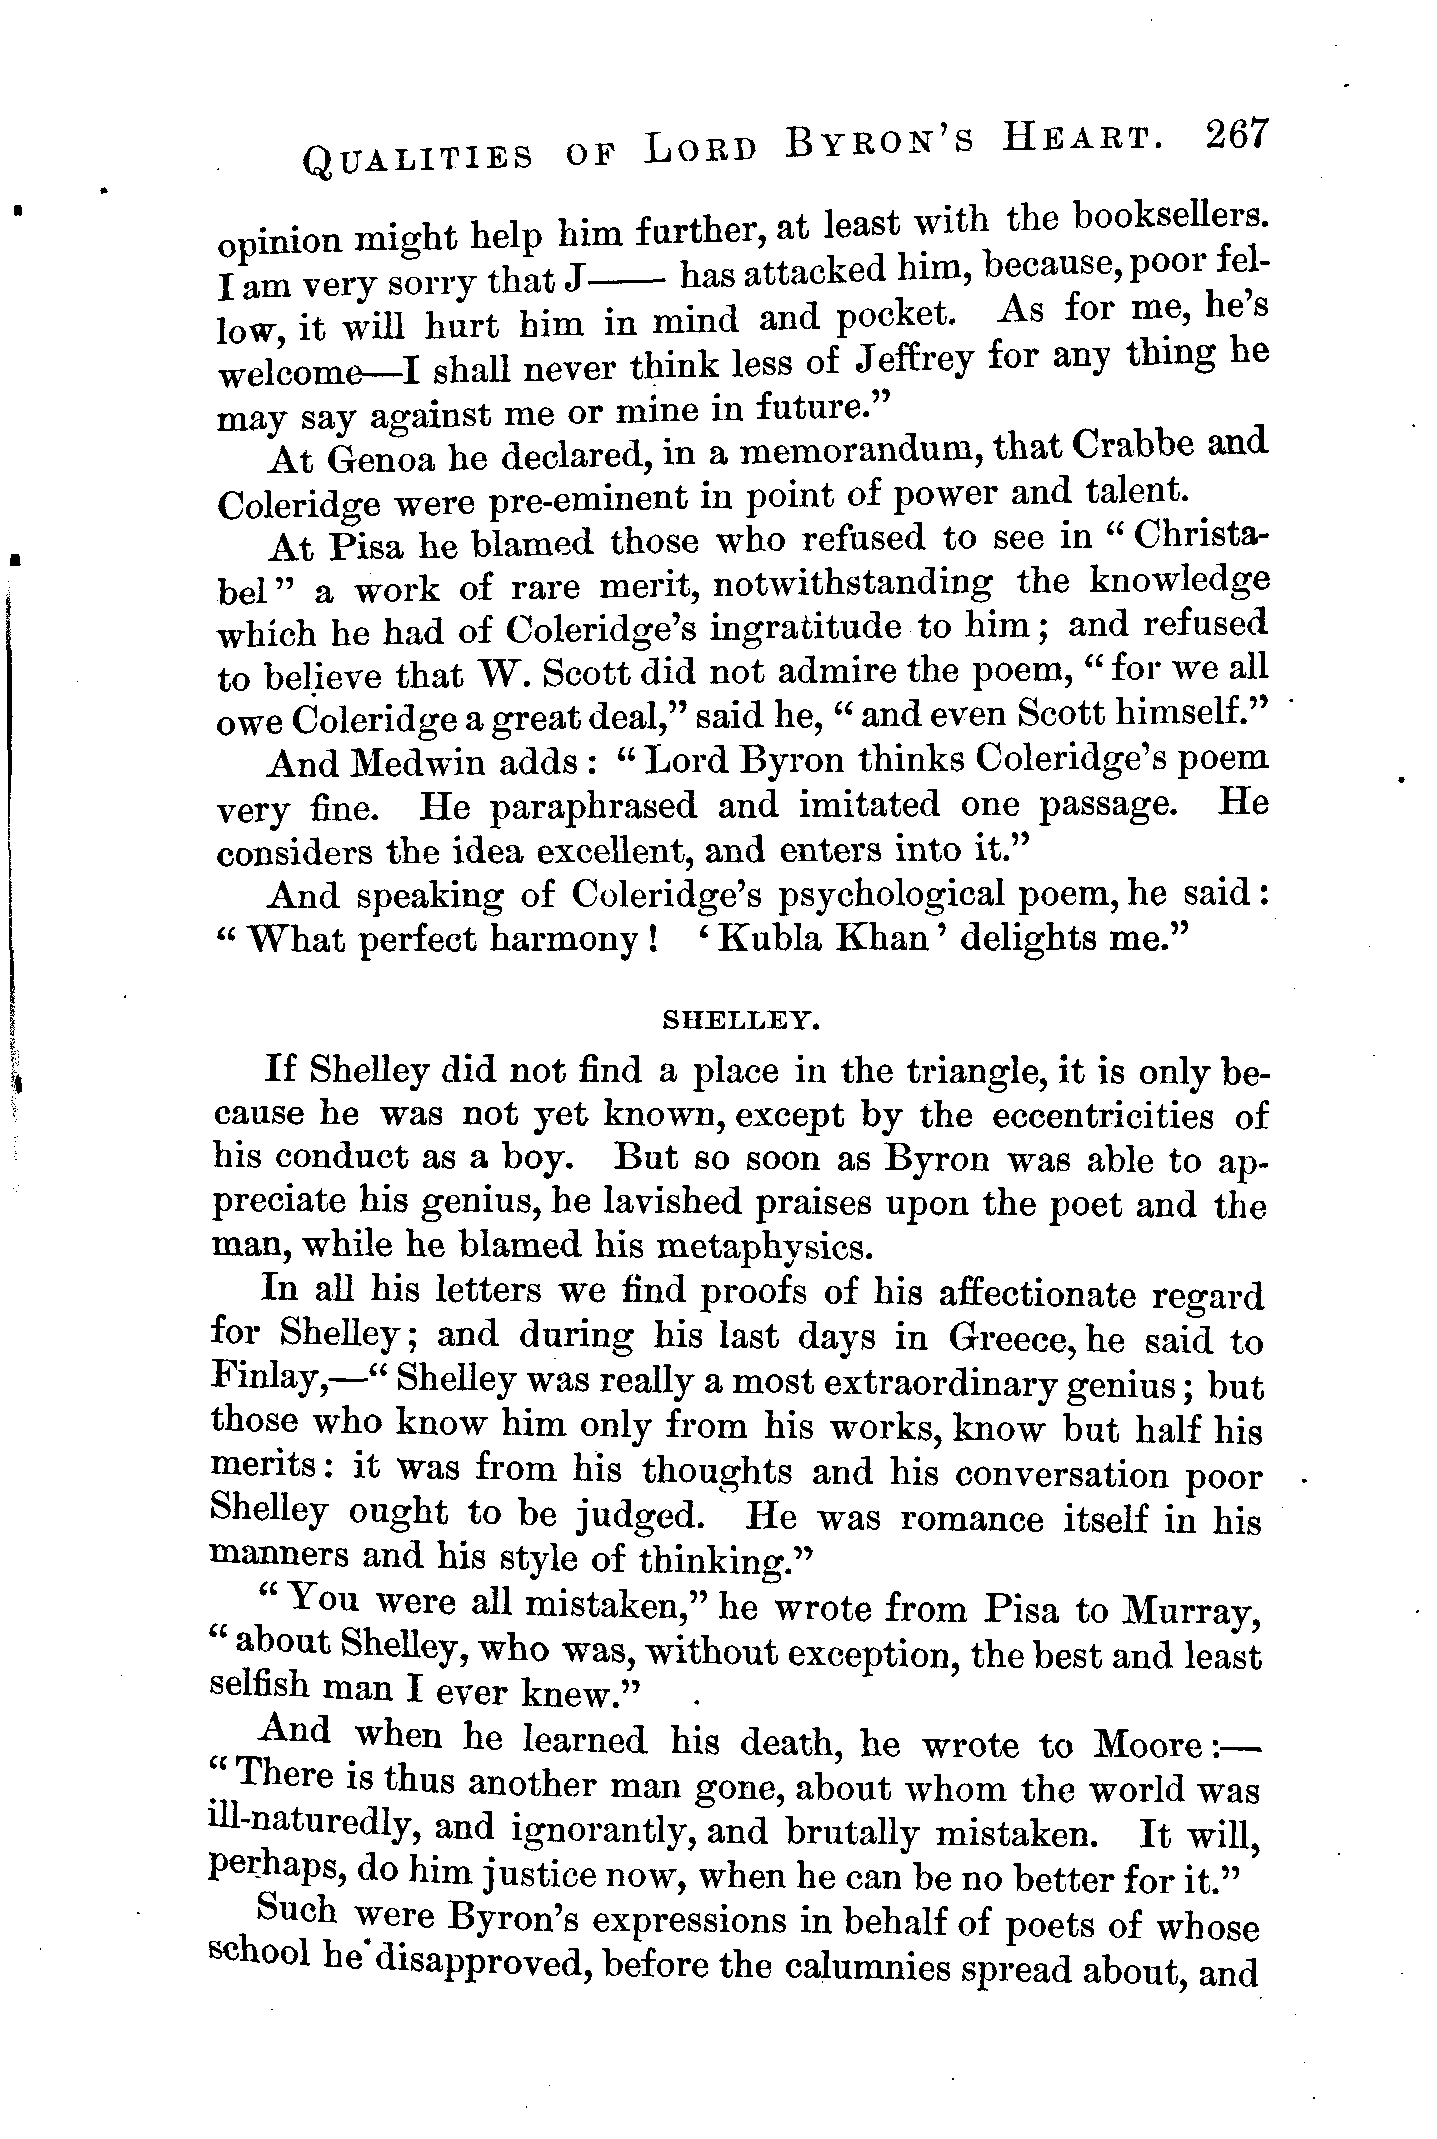 QUALITIES OF LORD BYRON'S HEART. 267
opinion might help him further, at least with the booksellers.
I am very sorry that J—— has attacked him, because, poor fel-
low, it will hurt him in mind and pocket. As for me, he's
welcome—I shall never think less of Jeffrey for any thing he
may say against me or mine in future."
At Genoa he declared, in a memorandum, that Crabbe and
Coleridge were pre-eminent in point of power and talent.
At Pisa he blamed those who refused to see in "Christa-
bel" a work of rare merit, notwithstanding the knowledge
which he had of Coleridge's ingratitude to him; and refused
to believe that W. Scott did not admire the poem, "for we all
owe Coleridge a great deal," said he, "and even Scott himself."
And Medwin adds: "Lord Byron thinks Coleridge's poem
very fine. He paraphrased and imitated one passage. He
considers the idea excellent, and enters into it."
And speaking of Coleridge's psychological poem, he said:
"What perfect harmony! 'Kubla Khan' delights me."
SHELLEY.
If Shelley did not find a place in the triangle, it is only be-
cause he was not yet known, except by the eccentricities of
his conduct as a boy. But so soon as Byron was able to ap-
preciate his genius, he lavished praises upon the poet and the
man, while he blamed his metaphysics.
In all his letters we find proofs of his affectionate regard
for Shelley; and during his last days in Greece, he said to
Finlay,—"Shelley was really a most extraordinary genius; but
those who know him only from his works, know but half his
merits: it was from his thoughts and his conversation poor
Shelley ought to be judged. He was romance itself in his
manners and his style of thinking."
"You were all mistaken," he wrote from Pisa to Murray,
"about Shelley, who was, without exception, the best and least
selfish man I ever knew."
And when he learned his death, he wrote to Moore:—
"There is thus another man gone, about whom the world was
ill-naturedly, and ignorantly, and brutally mistaken. It will,
perhaps, do him justice now, when he can be no better for it."
Such were Byron's expressions in behalf of poets of whose
school he disapproved, before the calumnies spread about, and